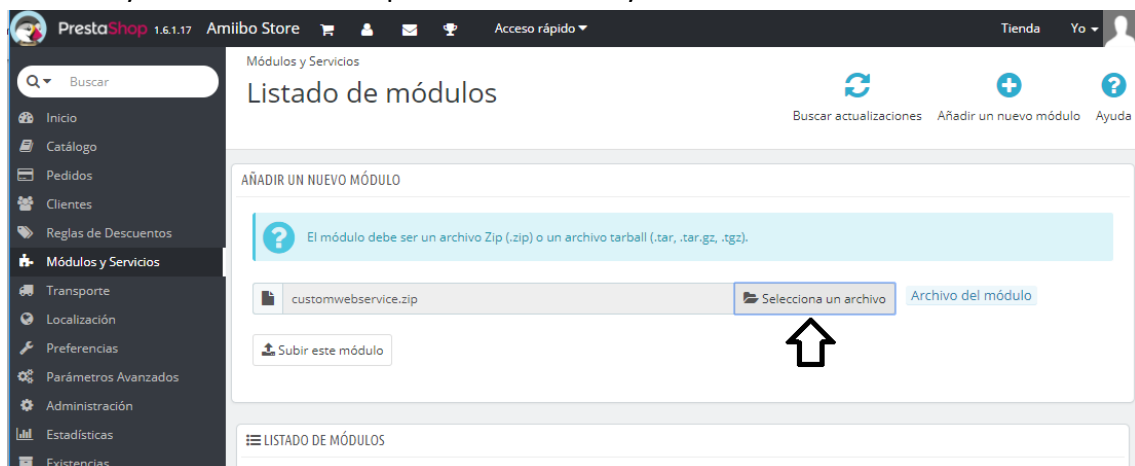 PrestaShop 1.6.1.17 Amiibo Store Acceso rápido Tienda Yo
Buscar
Inicio
Catálogo
Pedidos
Clientes
Reglas de Descuentos
Módulos y Servicios
Transporte
Localización
Preferencias
Parámetros Avanzados
Administración
Estadísticas
Existencias
Módulos y Servicios
Listado de módulos
Buscar actualizaciones Añadir un nuevo módulo Ayuda
AÑADIR UN NUEVO MÓDULO
El módulo debe ser un archivo Zip (.zip) o un archivo tarball (.tar, .tar.gz, .tgz).
customwebservice.zip Selecciona un archivo Archivo del módulo
Subir este módulo
LISTADO DE MÓDULOS